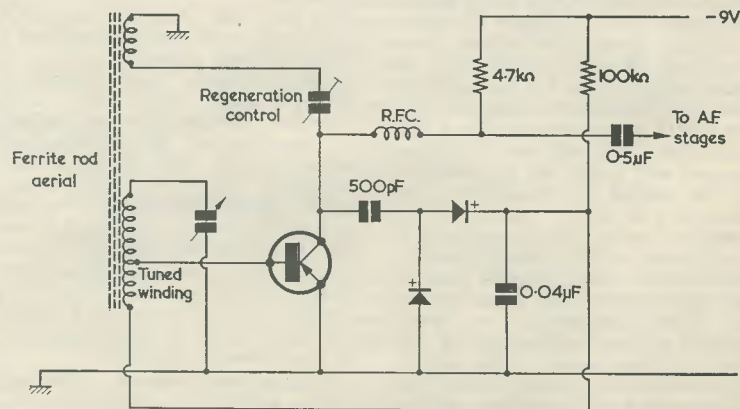 -9V
4·7kΩ
100kΩ
Regeneration
control
R.F.C.
To A.F.
stages
0·5µF
Ferrite rod
aerial
500pF
+
+
Tuned
winding
0·04µF